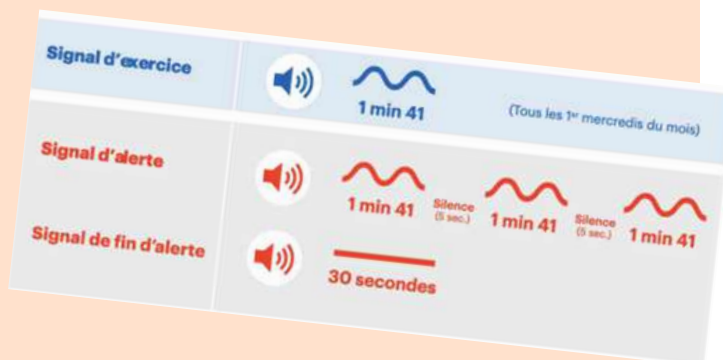 Signal d'exercice
1 min 41
(Tous les 1er mercredis du mois)
Signal d'alerte
1 min 41
Silence
(5 sec.)
1 min 41
Silence
(5 sec.)
1 min 41
Signal de fin d'alerte
30 secondes